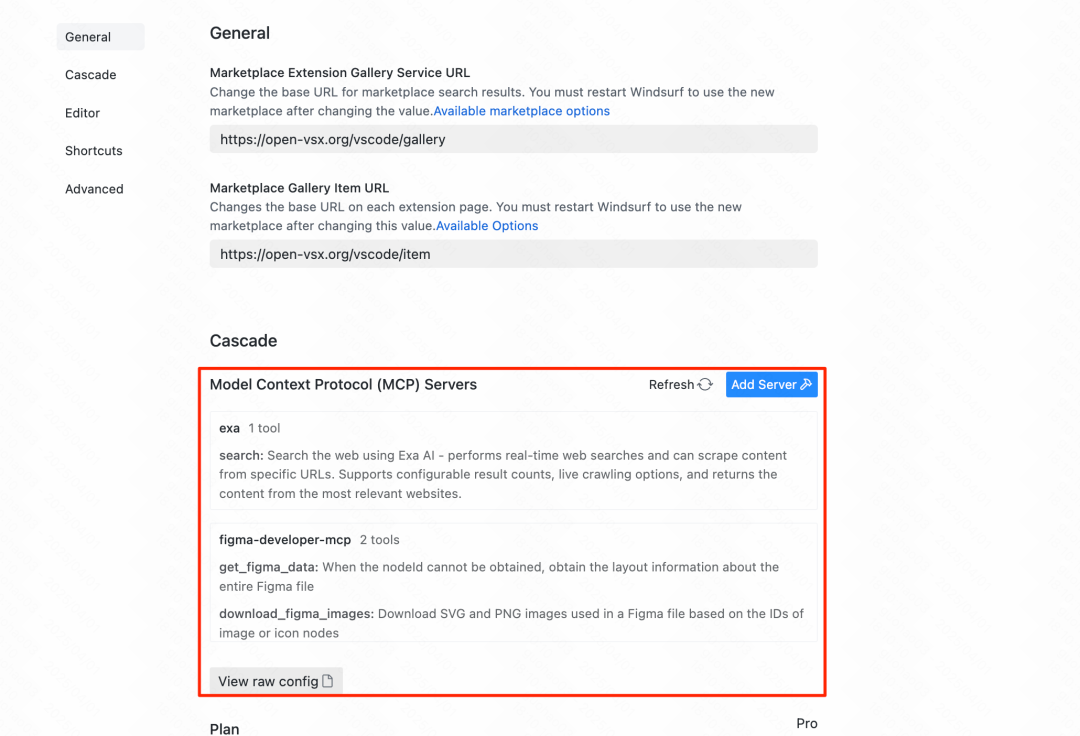 General
Cascade
Editor
Shortcuts
Advanced
General
Marketplace Extension Gallery Service URL
Change the base URL for marketplace search results. You must restart Windsurf to use the new
marketplace after changing the value.Available marketplace options
https://open-vsx.org/vscode/gallery
Marketplace Gallery Item URL
Changes the base URL on each extension page. You must restart Windsurf to use the new
marketplace after changing this value.Available Options
https://open-vsx.org/vscode/item
Cascade
Model Context Protocol (MCP) Servers
Refresh
Add Server
exa 1 tool
search: Search the web using Exa AI - performs real-time web searches and can scrape content
from specific URLs. Supports configurable result counts, live crawling options, and returns the
content from the most relevant websites.
figma-developer-mcp 2 tools
get_figma_data: When the nodeId cannot be obtained, obtain the layout information about the
entire Figma file
download_figma_images: Download SVG and PNG images used in a Figma file based on the IDs of
image or icon nodes
View raw config
Plan
Pro